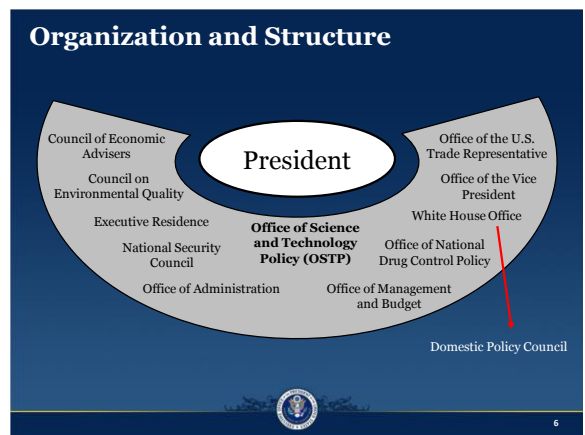 Organization and Structure
President
Council of Economic
Advisers
Council on
Environmental Quality
Executive Residence
National Security
Council
Office of Administration
Office of Science
and Technology
Policy (OSTP)
Office of the U.S.
Trade Representative
Office of the Vice
President
White House Office
Office of National
Drug Control Policy
Office of Management
and Budget
Domestic Policy Council
6